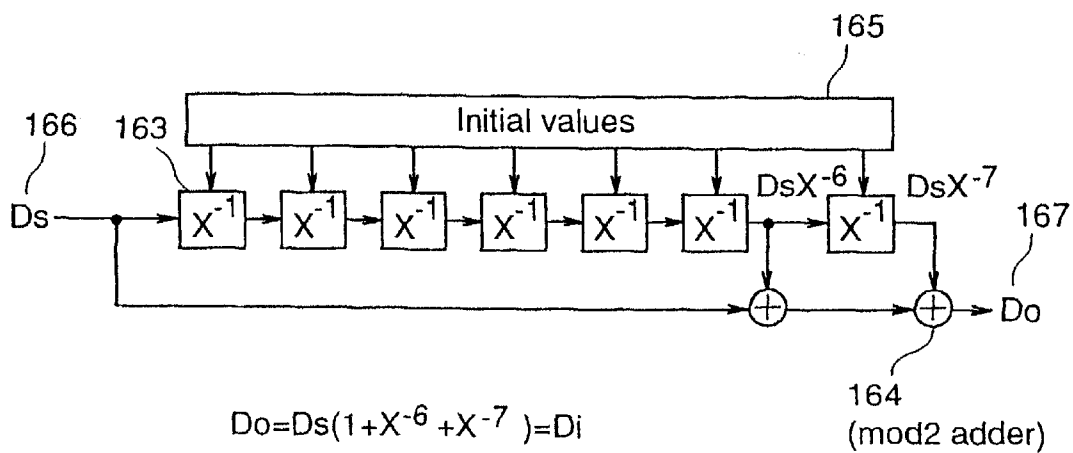 165
Initial values
166
163
DsX⁻⁶
DsX⁻⁷
167
Ds
X⁻¹
X⁻¹
X⁻¹
X⁻¹
X⁻¹
X⁻¹
X⁻¹
+
+
Do
164
(mod2 adder)
Do=Ds(1+X⁻⁶+X⁻⁷)=Di